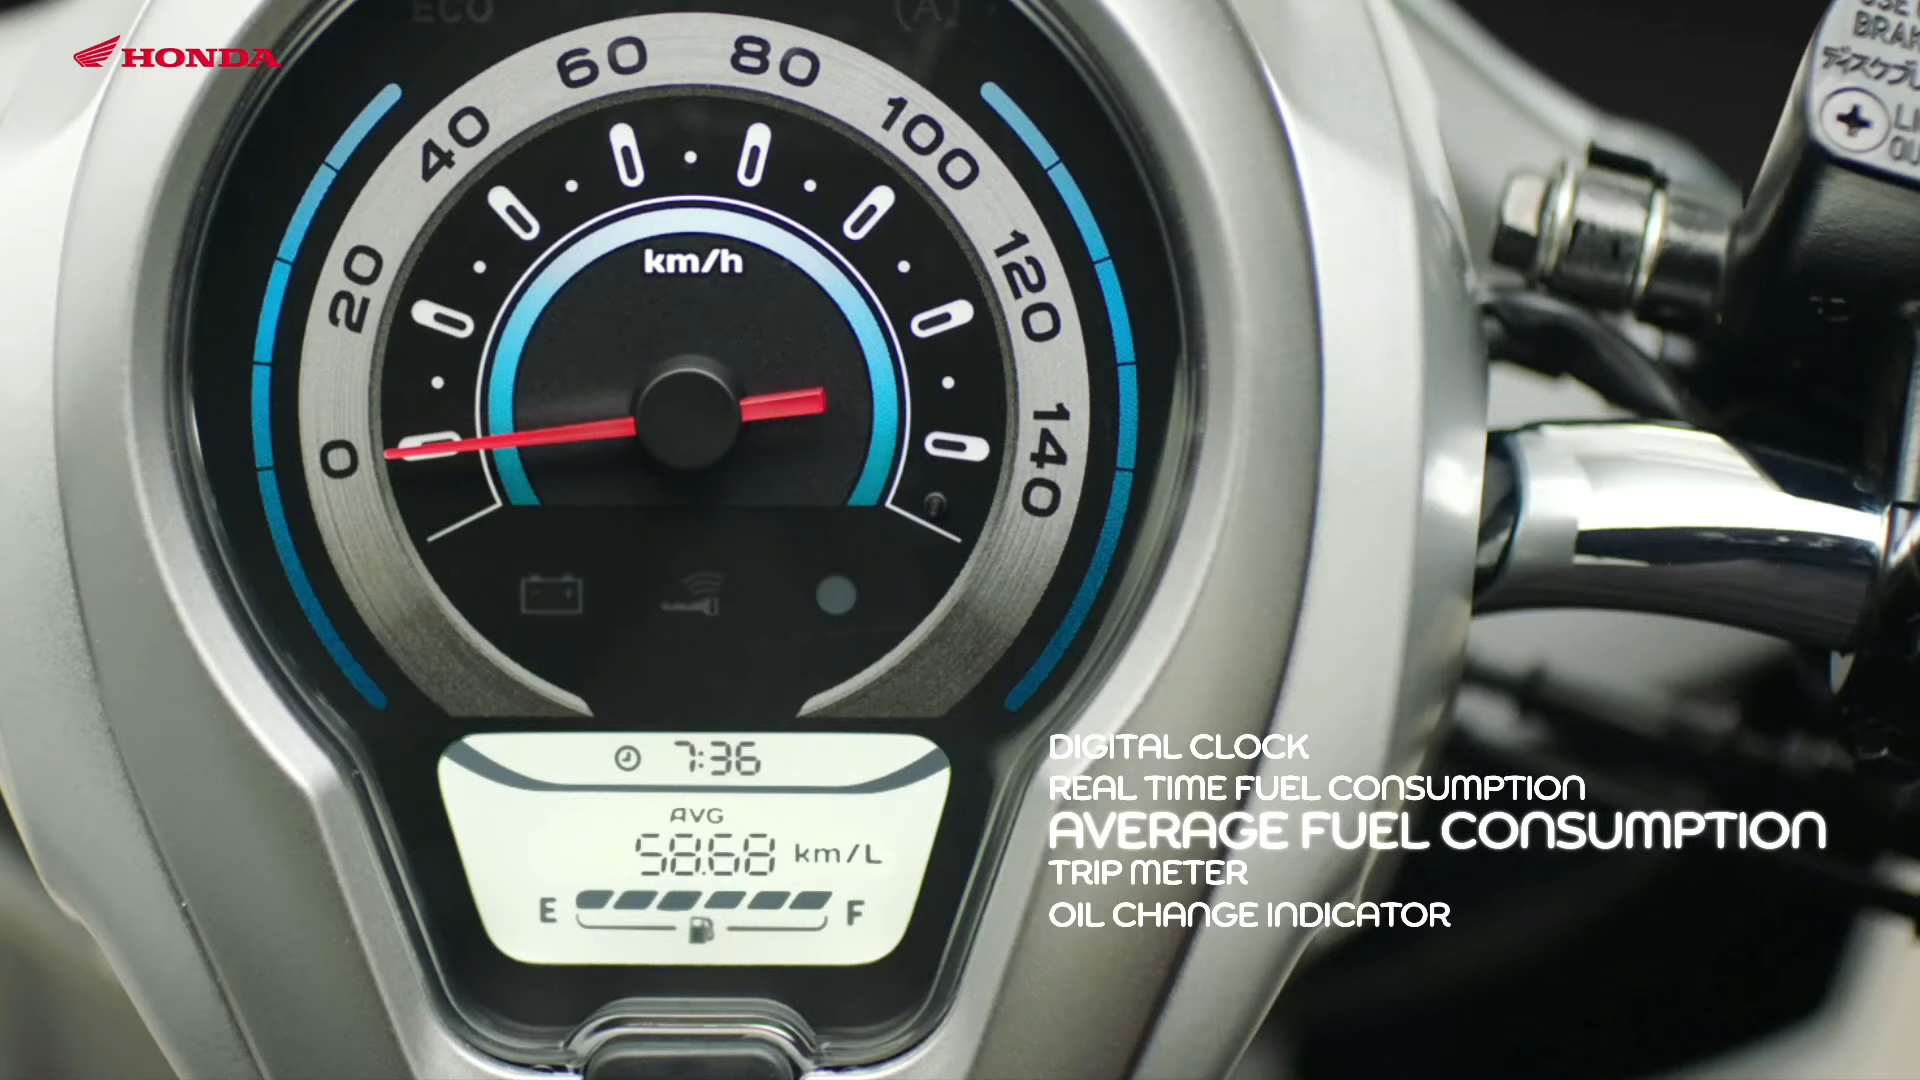 ECO
(A)
HONDA
60
80
40
100
20
km/h
120
0
140
7:36
AVG
58.68 km/L
E F
DIGITAL CLOCK
REAL TIME FUEL CONSUMPTION
AVERAGE FUEL CONSUMPTION
TRIP METER
OIL CHANGE INDICATOR